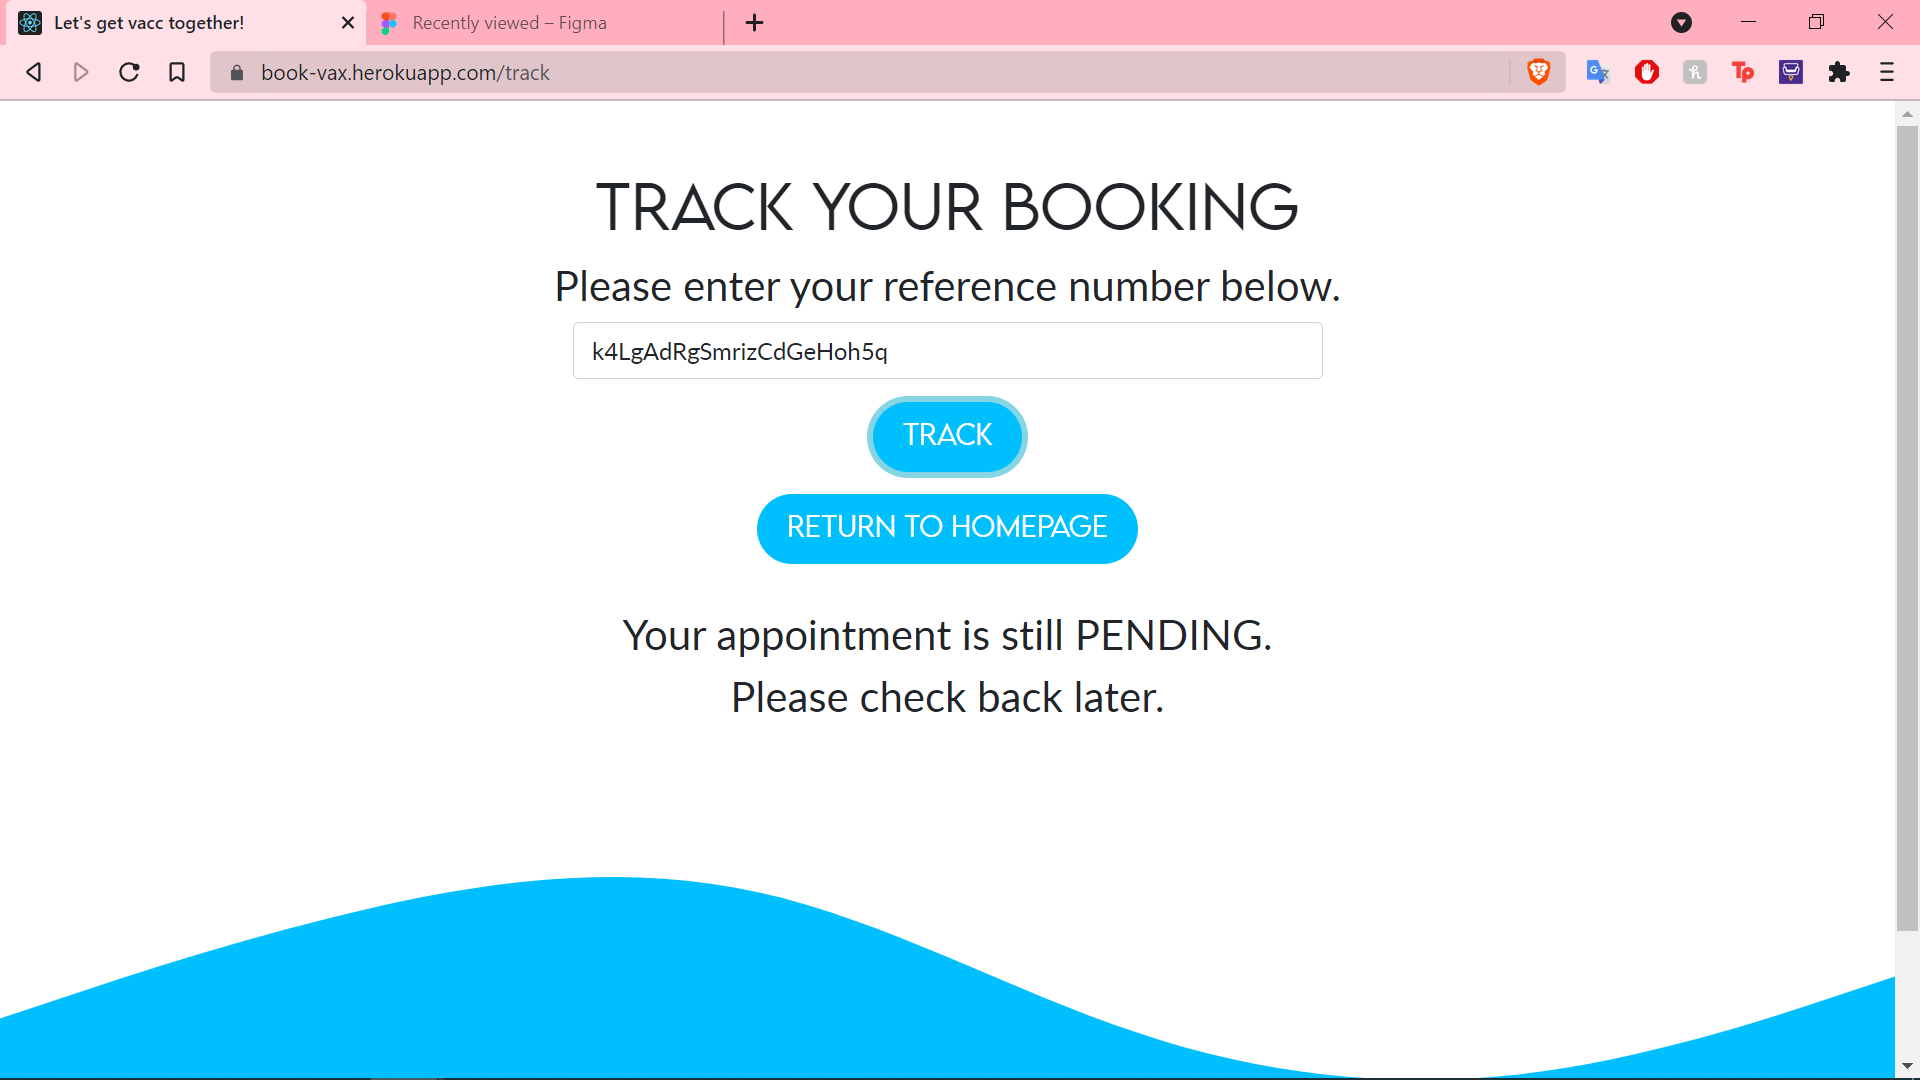 Let's get vacc together!
Recently viewed – Figma
book-vax.herokuapp.com/track
TRACK YOUR BOOKING
Please enter your reference number below.
k4LgAdRgSmrizCdGeHoh5q
TRACK
RETURN TO HOMEPAGE
Your appointment is still PENDING.
Please check back later.